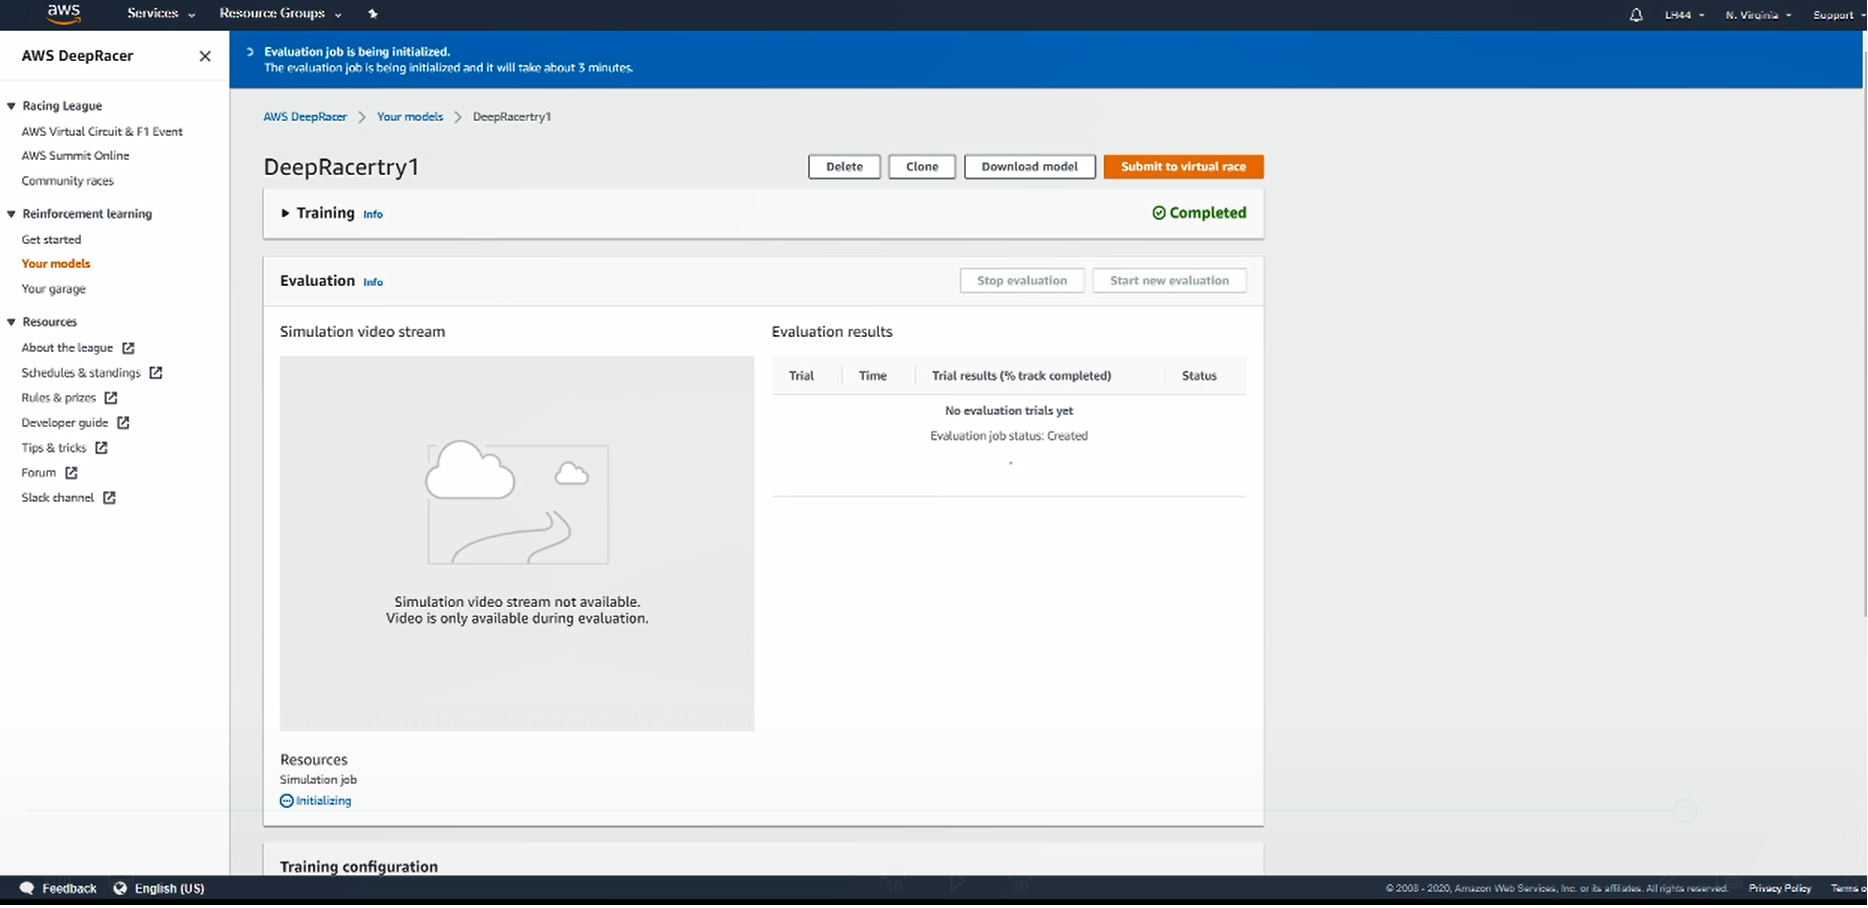 aws
Services
Resource Groups
LH44
N. Virginia
Support
AWS DeepRacer
Evaluation job is being initialized.
The evaluation job is being initialized and it will take about 3 minutes.
Racing League
AWS Virtual Circuit & F1 Event
AWS Summit Online
Community races
Reinforcement learning
Get started
Your models
Your garage
Resources
About the league
Schedules & standings
Rules & prizes
Developer guide
Tips & tricks
Forum
Slack channel
AWS DeepRacer > Your models > DeepRacertry1
DeepRacertry1
Delete
Clone
Download model
Submit to virtual race
Training Info
Completed
Evaluation Info
Stop evaluation
Start new evaluation
Simulation video stream
Simulation video stream not available.
Video is only available during evaluation.
Evaluation results
Trial
Time
Trial results (% track completed)
Status
No evaluation trials yet
Evaluation job status: Created
Resources
Simulation job
Initializing
Training configuration
Feedback
English (US)
10
30
© 2008 - 2020, Amazon Web Services, Inc. or its affiliates. All rights reserved.
Privacy Policy
Terms o